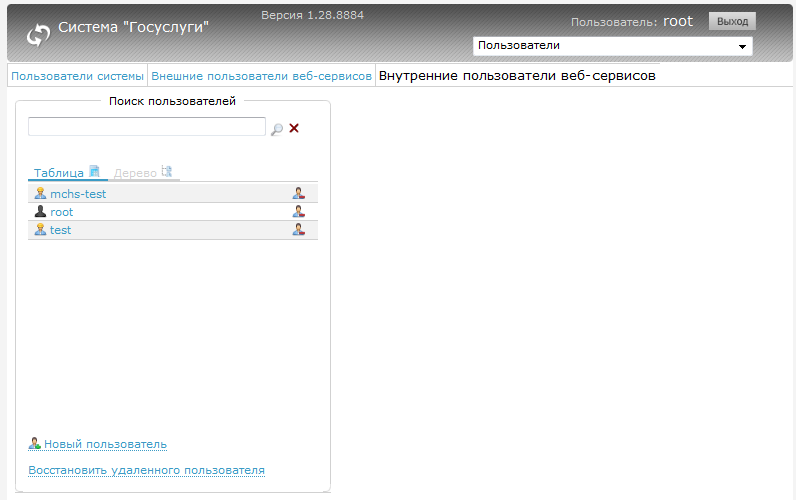 Версия 1.28.8884
Система "Госуслуги"
Пользователь: root
Выход
Пользователи
Пользователи системы
Внешние пользователи веб-сервисов
Внутренние пользователи веб-сервисов
Поиск пользователей
Таблица
Дерево
mchs-test
root
test
Новый пользователь
Восстановить удаленного пользователя